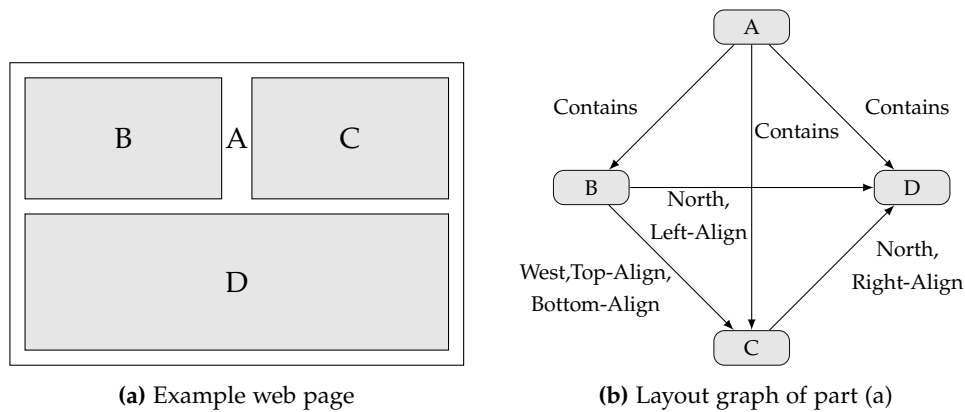 B
A
C
D
(a) Example web page
A
Contains
Contains
Contains
B
D
North,
Left-Align
North,
Right-Align
West,Top-Align,
Bottom-Align
C
(b) Layout graph of part (a)